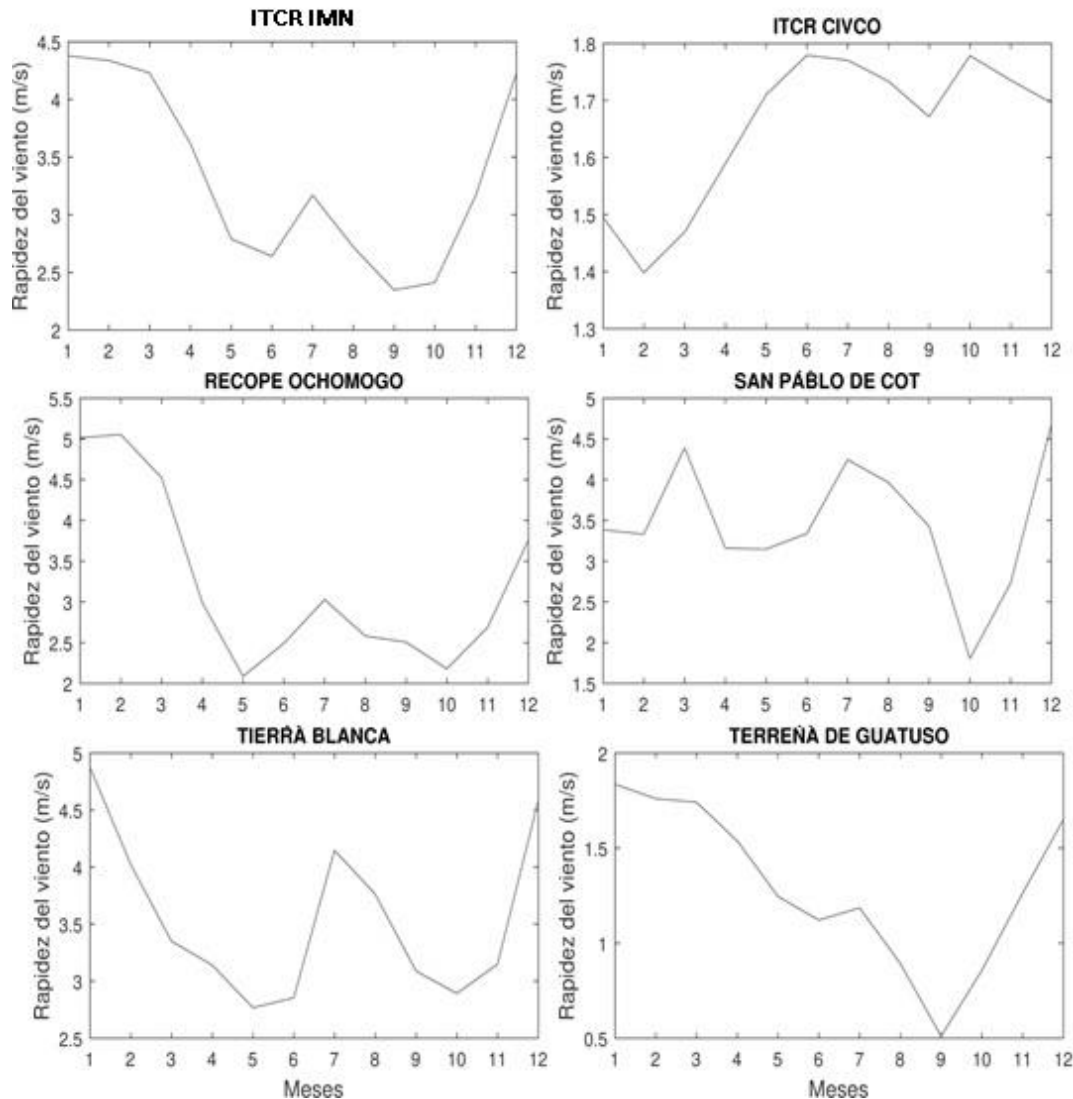 ITCR IMN
Rapidez del viento (m/s)
4.5
4
3.5
3
2.5
2
1 2 3 4 5 6 7 8 9 10 11 12
ITCR CIVCO
Rapidez del viento (m/s)
1.8
1.7
1.6
1.5
1.4
1.3
1 2 3 4 5 6 7 8 9 10 11 12
RECOPE OCHOMOGO
Rapidez del viento (m/s)
5.5
5
4.5
4
3.5
3
2.5
2
1 2 3 4 5 6 7 8 9 10 11 12
SAN PABLO DE COT
Rapidez del viento (m/s)
5
4.5
4
3.5
3
2.5
2
1.5
1 2 3 4 5 6 7 8 9 10 11 12
TIERRA BLANCA
Rapidez del viento (m/s)
5
4.5
4
3.5
3
2.5
1 2 3 4 5 6 7 8 9 10 11 12
Meses
TERREÑA DE GUATUSO
Rapidez del viento (m/s)
2
1.5
1
0.5
1 2 3 4 5 6 7 8 9 10 11 12
Meses